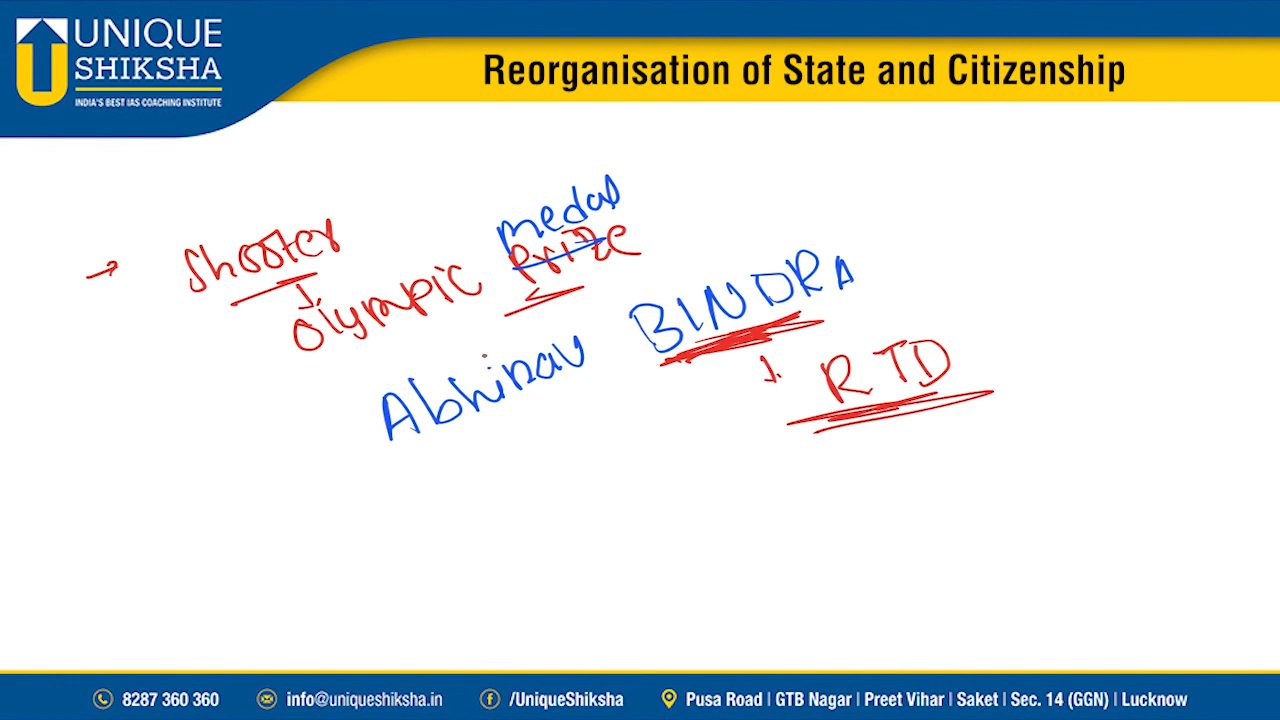 UNIQUE
SHIKSHA
INDIA'S BEST IAS COACHING INSTITUTE
Reorganisation of State and Citizenship
→ Shooter
Olympic Prize
medal
Abhinav BINDRA
RTD
8287 360 360
info@uniqueshiksha.in
/UniqueShiksha
Pusa Road | GTB Nagar | Preet Vihar | Saket | Sec. 14 (GGN) | Lucknow